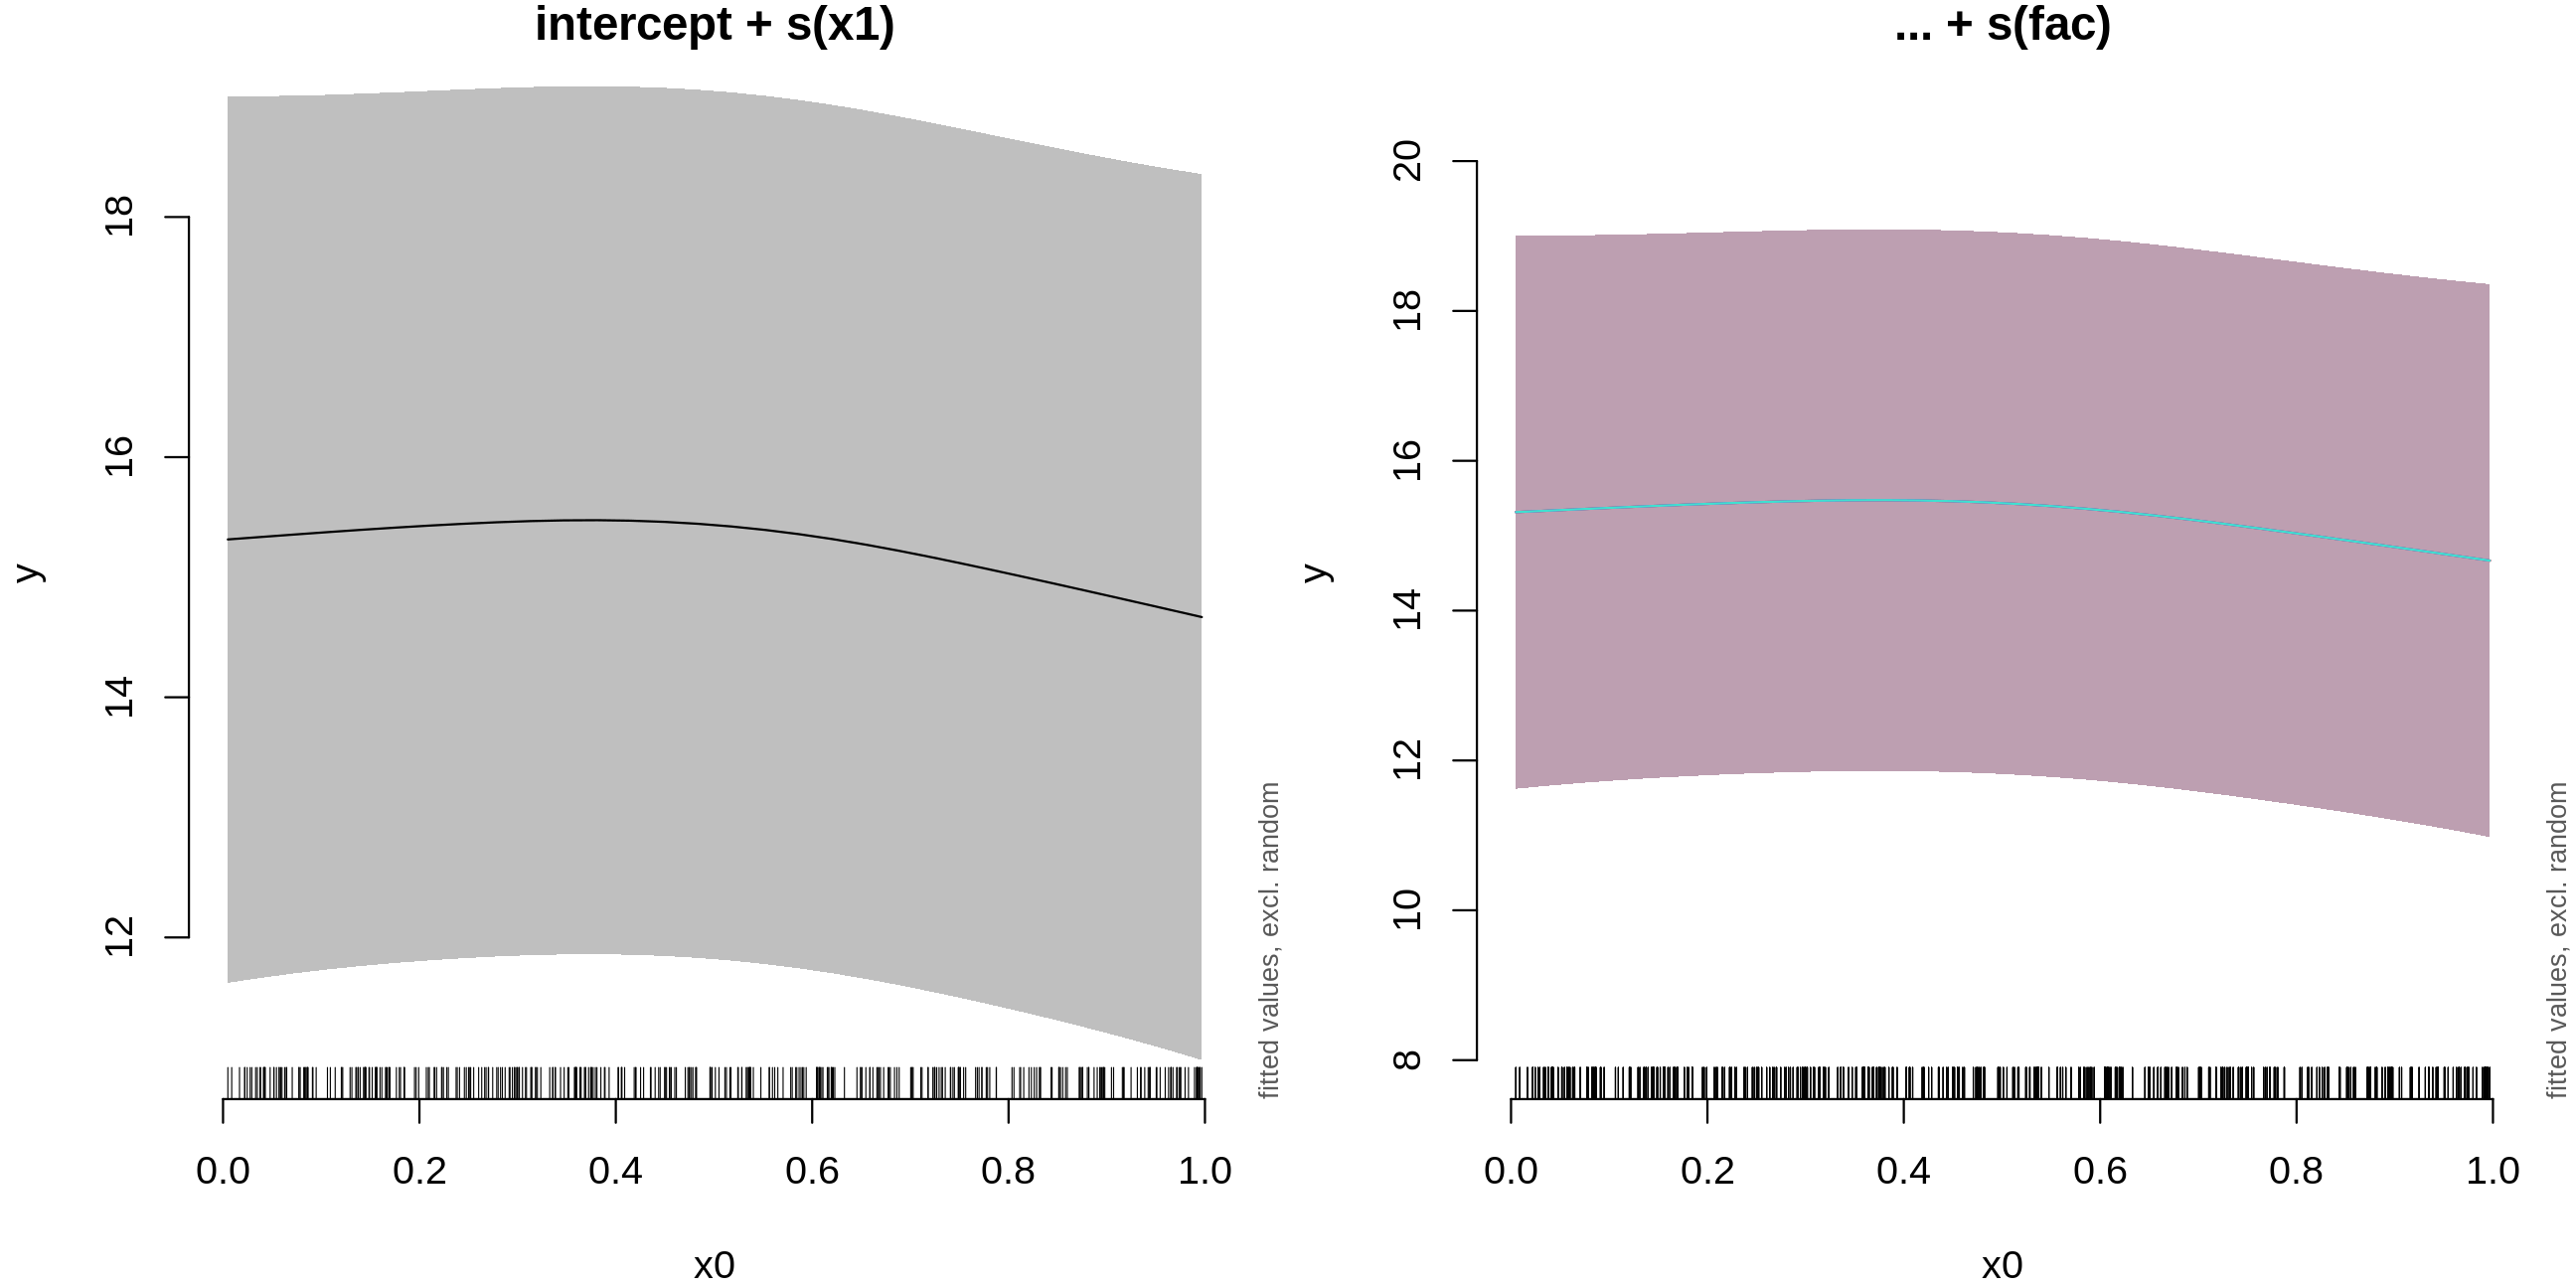 intercept + s(x1)
18
16
14
12
y
0.0 0.2 0.4 0.6 0.8 1.0
x0
fitted values, excl. random
... + s(fac)
20
18
16
14
12
10
8
y
0.0 0.2 0.4 0.6 0.8 1.0
x0
fitted values, excl. random